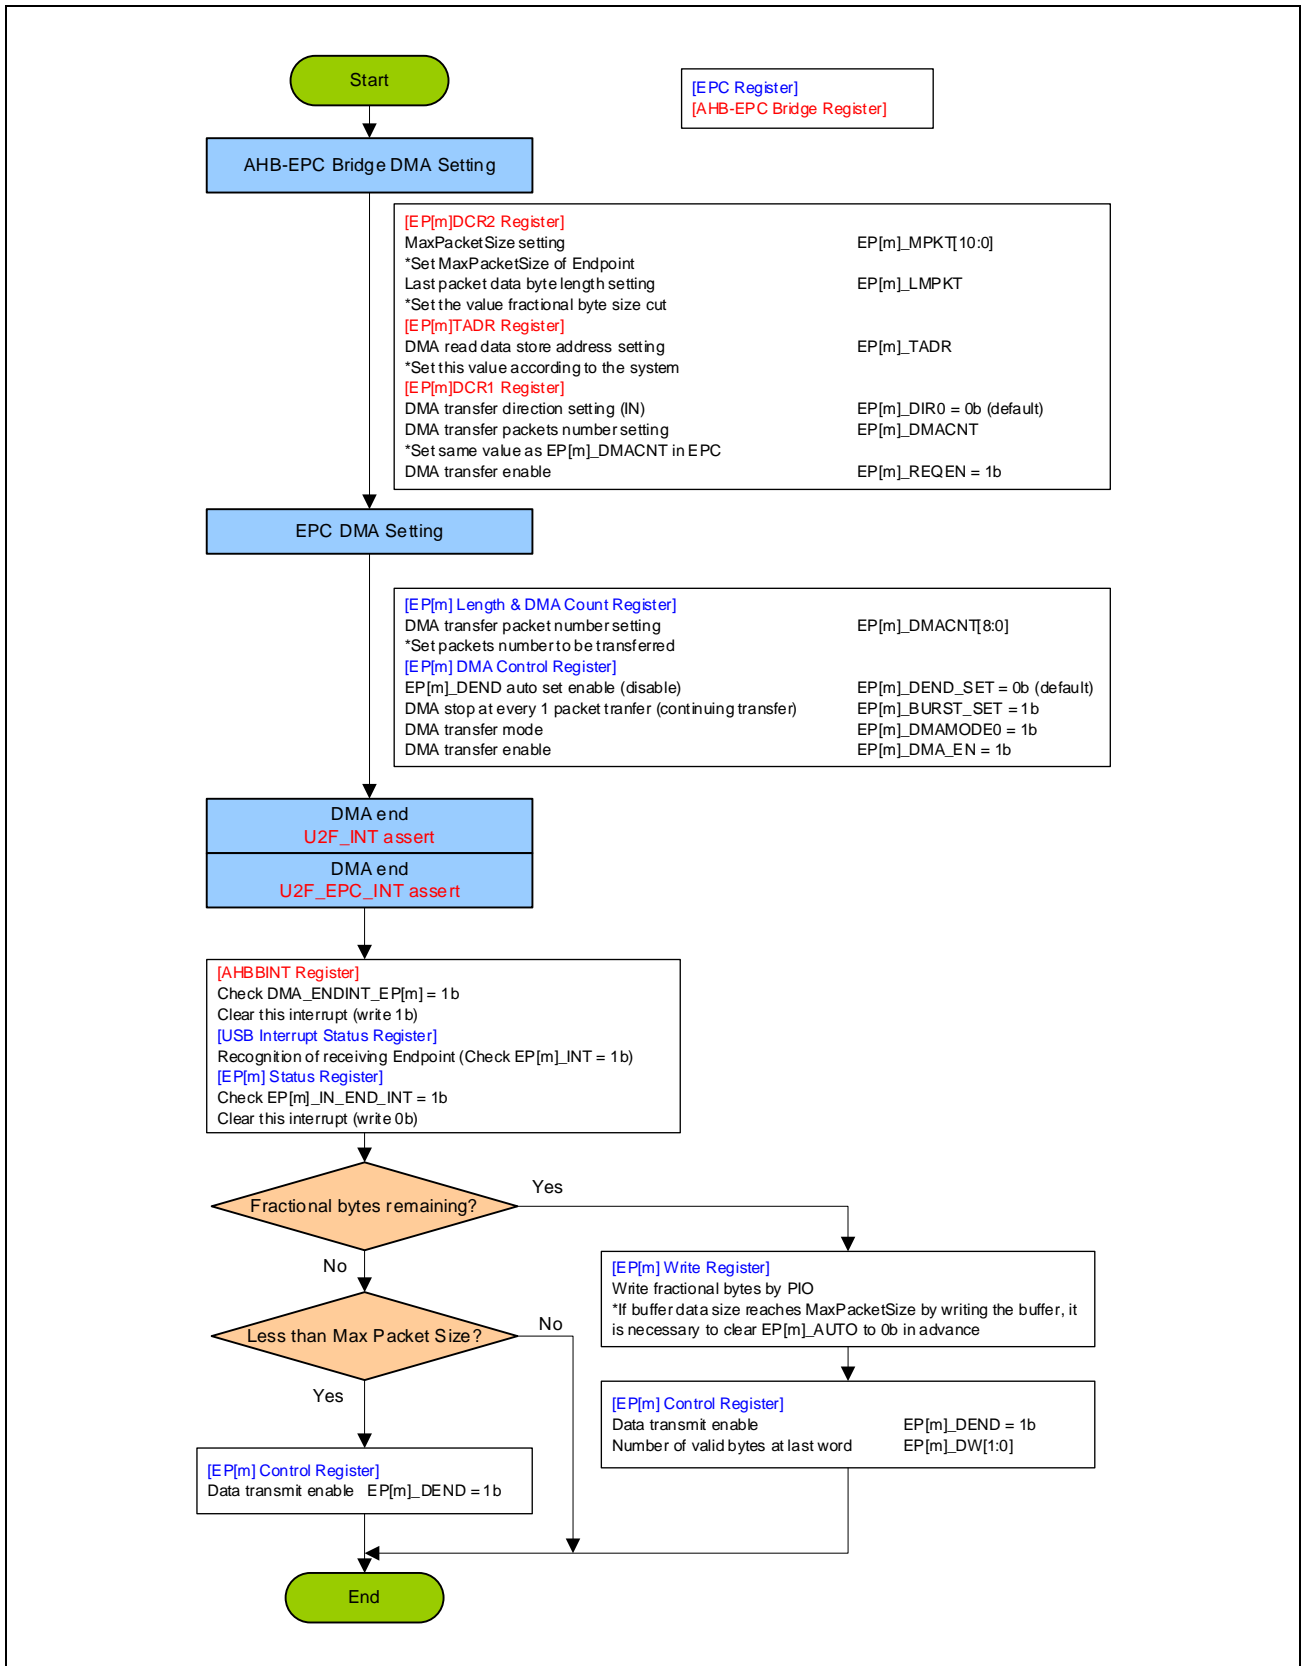 Start
[EPC Register]
[AHB-EPC Bridge Register]
AHB-EPC Bridge DMA Setting
[EP[m]DCR2 Register]
MaxPacketSize setting EP[m]_MPKT[10:0]
*Set MaxPacketSize of Endpoint
Last packet data byte length setting EP[m]_LMPKT
*Set the value fractional byte size cut
[EP[m]TADR Register]
DMA read data store address setting EP[m]_TADR
*Set this value according to the system
[EP[m]DCR1 Register]
DMA transfer direction setting (IN) EP[m]_DIR0 = 0b (default)
DMA transfer packets number setting EP[m]_DMACNT
*Set same value as EP[m]_DMACNT in EPC
DMA transfer enable EP[m]_REQEN = 1b
EPC DMA Setting
[EP[m] Length & DMA Count Register]
DMA transfer packet number setting EP[m]_DMACNT[8:0]
*Set packets number to be transferred
[EP[m] DMA Control Register]
EP[m]_DEND auto set enable (disable) EP[m]_DEND_SET = 0b (default)
DMA stop at every 1 packet tranfer (continuing transfer) EP[m]_BURST_SET = 1b
DMA transfer mode EP[m]_DMAMODE0 = 1b
DMA transfer enable EP[m]_DMA_EN = 1b
DMA end
U2F_INT assert
DMA end
U2F_EPC_INT assert
[AHBBINT Register]
Check DMA_ENDINT_EP[m] = 1b
Clear this interrupt (write 1b)
[USB Interrupt Status Register]
Recognition of receiving Endpoint (Check EP[m]_INT = 1b)
[EP[m] Status Register]
Check EP[m]_IN_END_INT = 1b
Clear this interrupt (write 0b)
Fractional bytes remaining?
Yes
No
[EP[m] Write Register]
Write fractional bytes by PIO
*If buffer data size reaches MaxPacketSize by writing the buffer, it
is necessary to clear EP[m]_AUTO to 0b in advance
Less than Max Packet Size?
No
Yes
[EP[m] Control Register]
Data transmit enable EP[m]_DEND = 1b
Number of valid bytes at last word EP[m]_DW[1:0]
[EP[m] Control Register]
Data transmit enable EP[m]_DEND = 1b
End